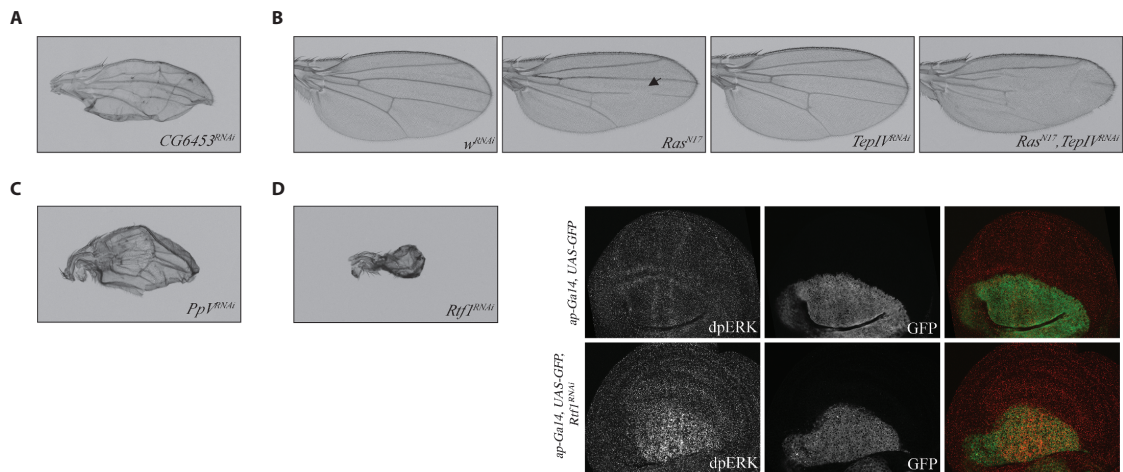 A
B
CG6453RNAi
wRNAi
RasN17
TepIVRNAi
RasN17,TepIVRNAi
C
D
PpVRNAi
Rtf1RNAi
ap-Gal4, UAS-GFP
dpERK
GFP
ap-Gal4, UAS-GFP,
Rtf1RNAi
dpERK
GFP